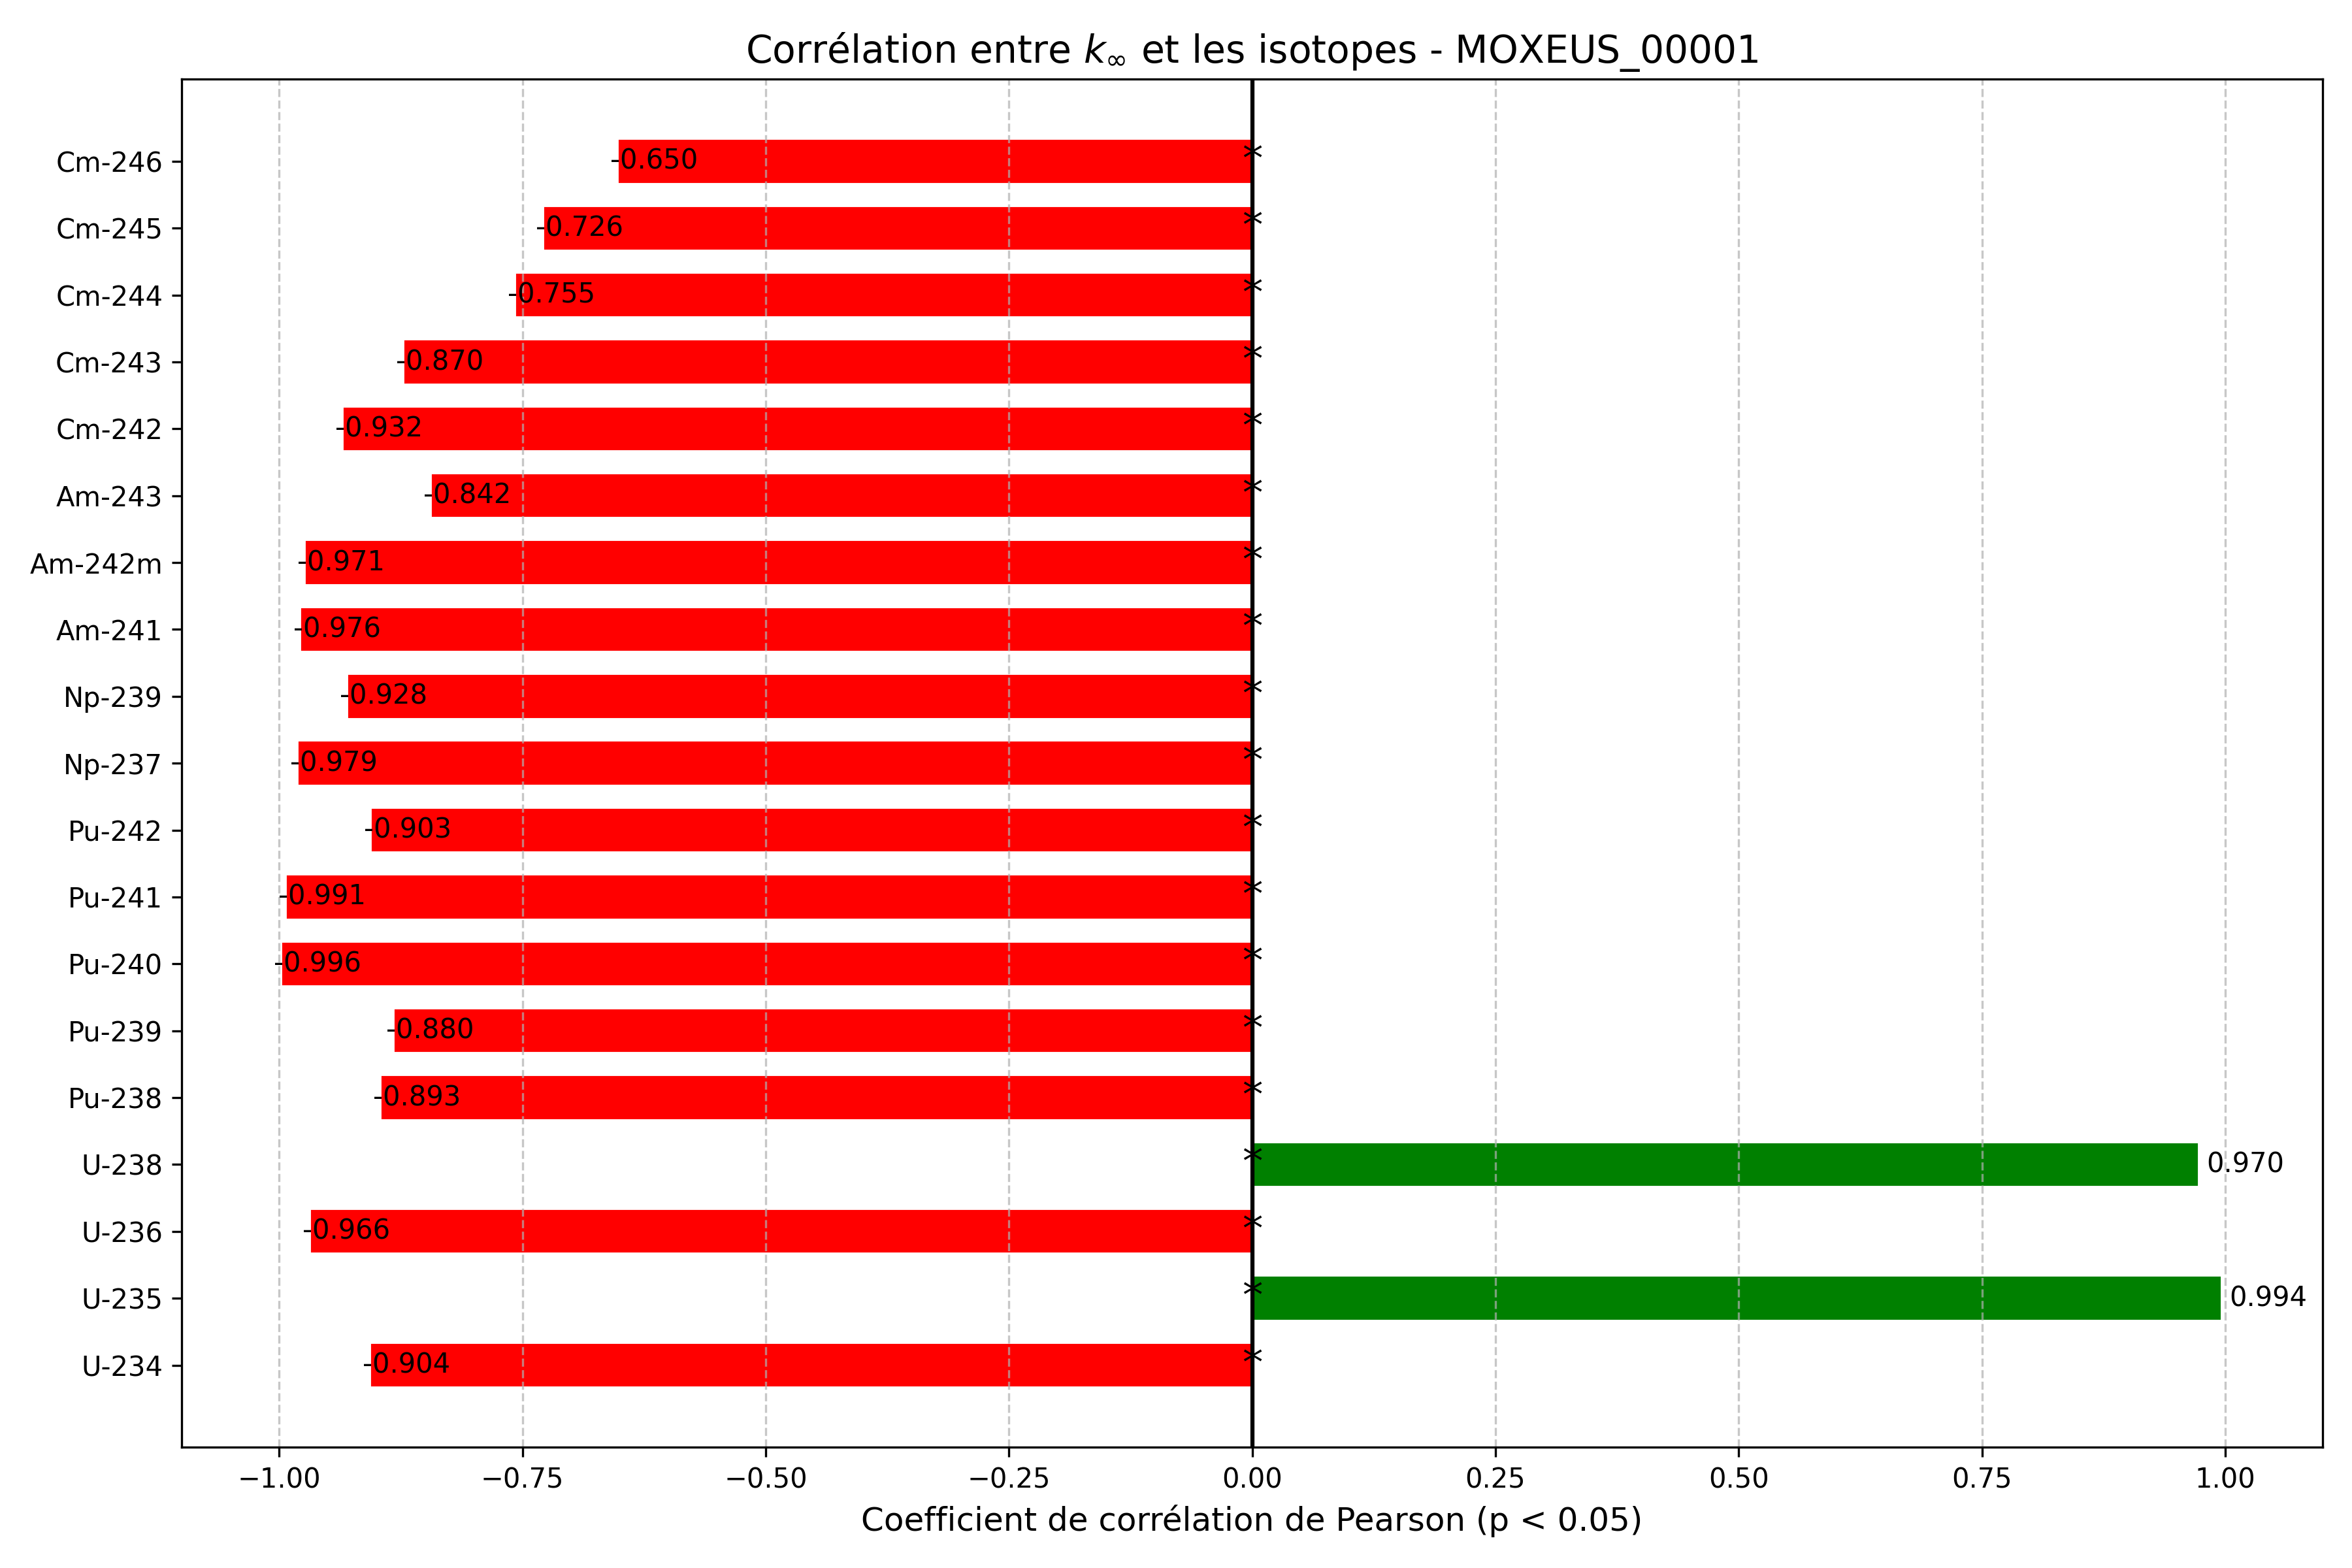 Corrélation entre k∞ et les isotopes - MOXEUS_00001
Cm-246 -0.650 *
Cm-245 -0.726 *
Cm-244 -0.755 *
Cm-243 -0.870 *
Cm-242 -0.932 *
Am-243 -0.842 *
Am-242m -0.971 *
Am-241 -0.976 *
Np-239 -0.928 *
Np-237 -0.979 *
Pu-242 -0.903 *
Pu-241 -0.991 *
Pu-240 -0.996 *
Pu-239 -0.880 *
Pu-238 -0.893 *
U-238 * 0.970
U-236 -0.966 *
U-235 * 0.994
U-234 -0.904 *
−1.00 −0.75 −0.50 −0.25 0.00 0.25 0.50 0.75 1.00
Coefficient de corrélation de Pearson (p < 0.05)